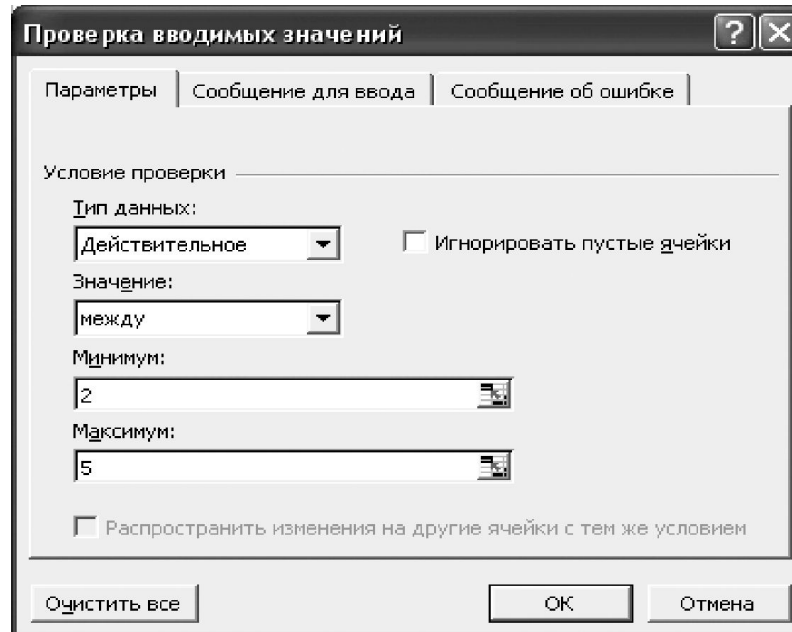 Проверка вводимых значений
Параметры Сообщение для ввода Сообщение об ошибке
Условие проверки
Тип данных:
Действительное Игнорировать пустые ячейки
Значение:
между
Минимум:
2
Максимум:
5
Распространить изменения на другие ячейки с тем же условием
Очистить все ОК Отмена